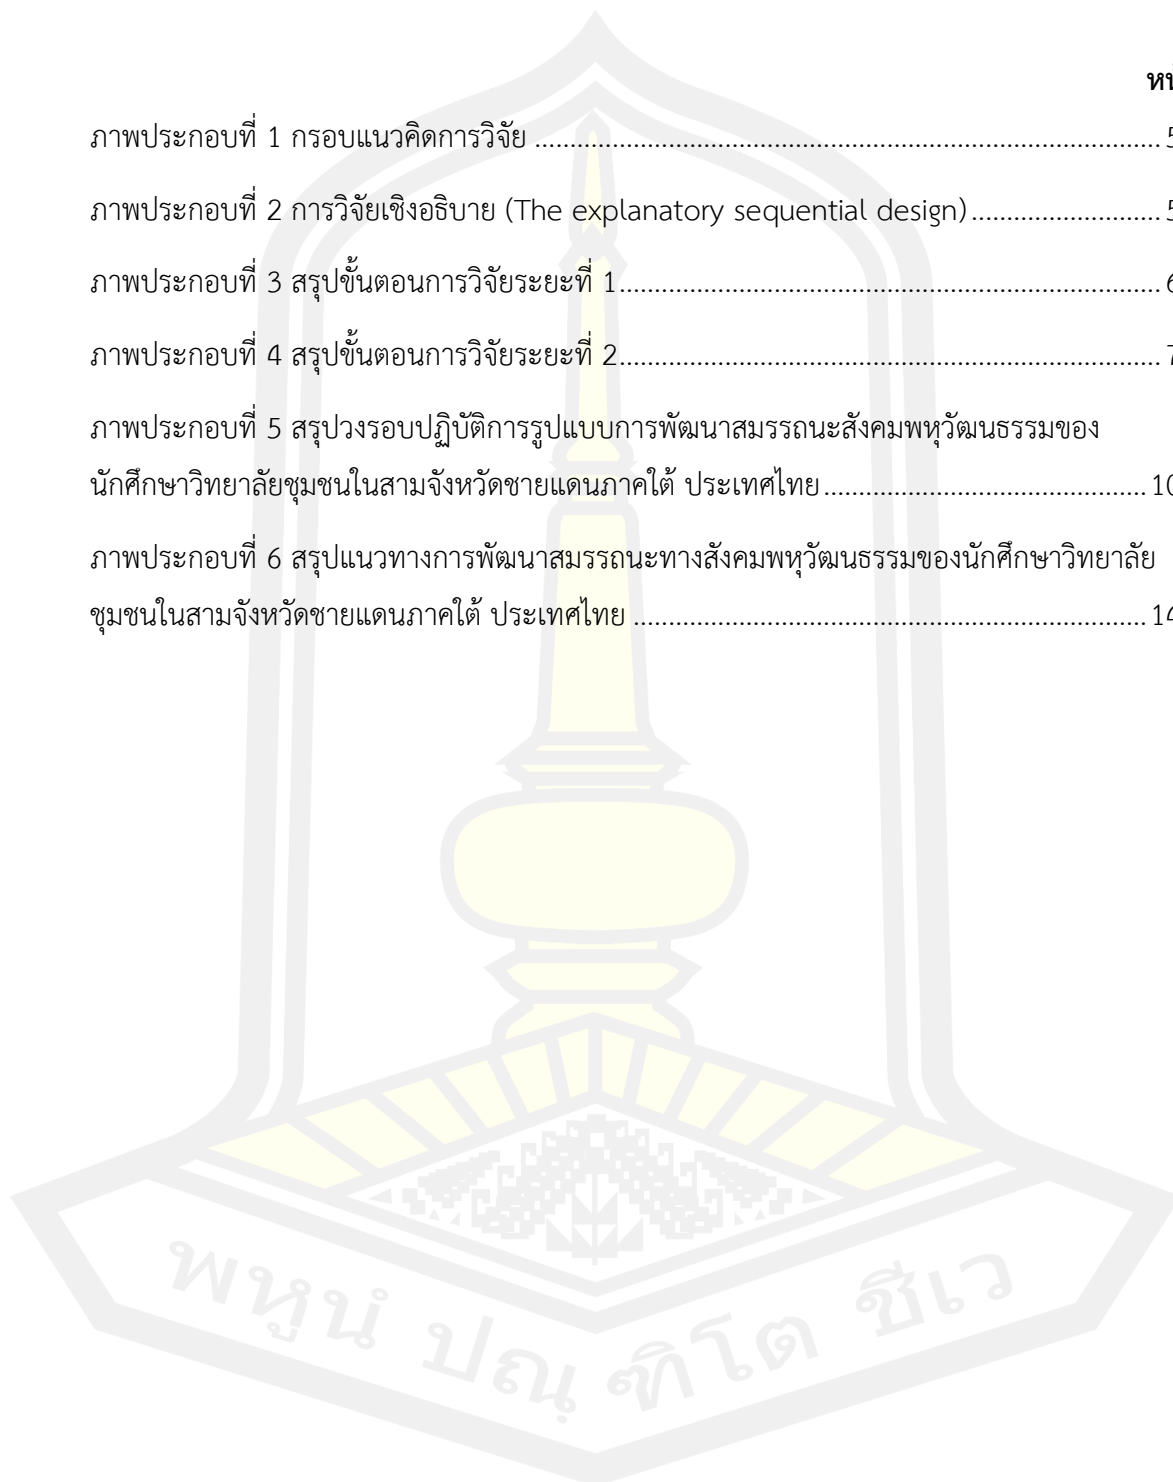 ภาพประกอบที่ 1 กรอบแนวคิดการวิจัย ........................................................................................... 5
ภาพประกอบที่ 2 การวิจัยเชิงอธิบาย (The explanatory sequential design) ........................... 5
ภาพประกอบที่ 3 สรุปขั้นตอนการวิจัยระยะที่ 1 ...............................................................................
ภาพประกอบที่ 4 สรุปขั้นตอนการวิจัยระยะที่ 2 ............................................................................... 7
ภาพประกอบที่ 5 สรุปวงรอบปฏิบัติการรูปแบบการพัฒนาสมรรถนะสังคมพหุวัฒนธรรมของ
นักศึกษาวิทยาลัยชุมชนในสามจังหวัดชายแดนภาคใต้ ประเทศไทย ............................................... 10
ภาพประกอบที่ 6 สรุปแนวทางการพัฒนาสมรรถนะทางสังคมพหุวัฒนธรรมของนักศึกษาวิทยาลัย
ชุมชนในสามจังหวัดชายแดนภาคใต้ ประเทศไทย ........................................................................... 14
พหูนํ ปณฺฑิโต ชีเว